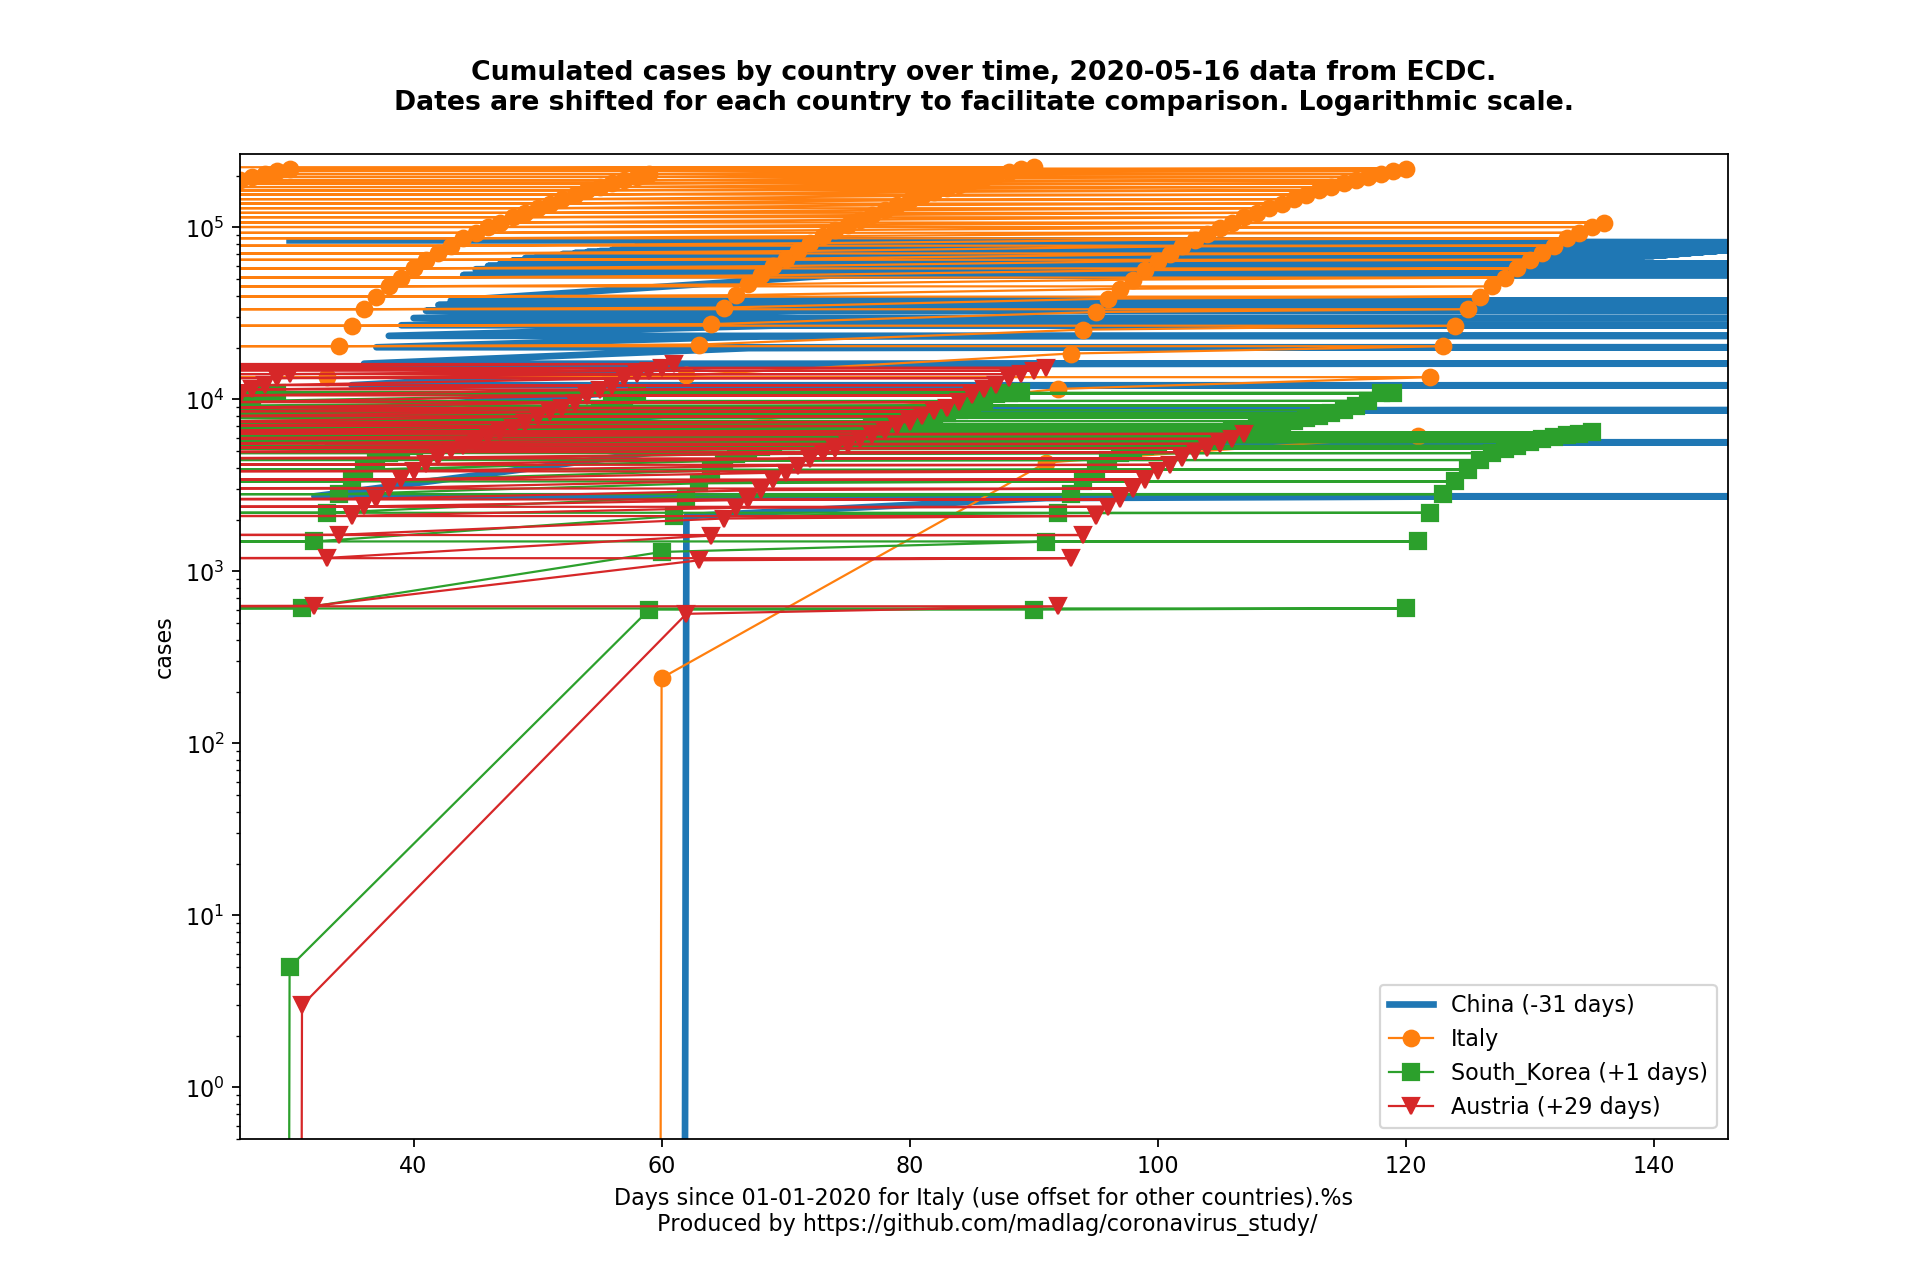 Cumulated cases by country over time, 2020-05-16 data from ECDC.
Dates are shifted for each country to facilitate comparison. Logarithmic scale.
cases
10^5
10^4
10^3
10^2
10^1
10^0
40 60 80 100 120 140
China (-31 days)
Italy
South_Korea (+1 days)
Austria (+29 days)
Days since 01-01-2020 for Italy (use offset for other countries).%s
Produced by https://github.com/madlag/coronavirus_study/